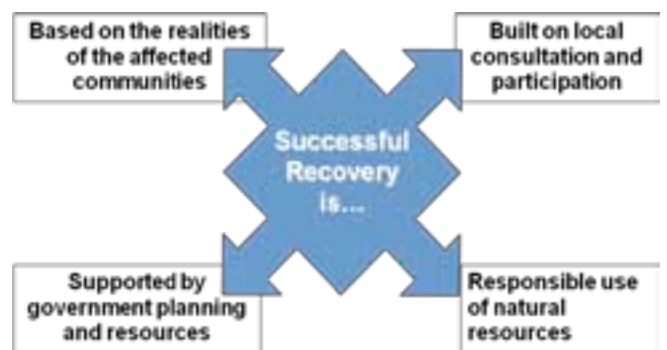 Based on the realities
of the affected
communities
Built on local
consultation and
participation
Successful
Recovery
is...
Supported by
government planning
and resources
Responsible use
of natural
resources